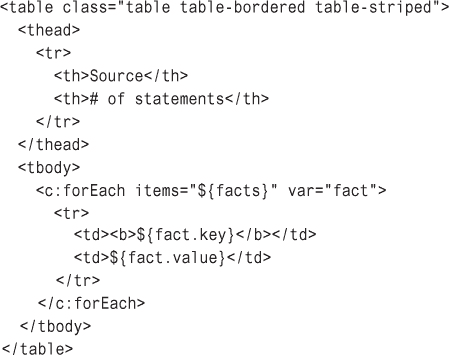 <table class="table table-bordered table-striped">
  <thead>
    <tr>
      <th>Source</th>
      <th># of statements</th>
    </tr>
  </thead>
  <tbody>
    <c:forEach items="${facts}" var="fact">
      <tr>
        <td><b>${fact.key}</b></td>
        <td>${fact.value}</td>
      </tr>
    </c:forEach>
  </tbody>
</table>